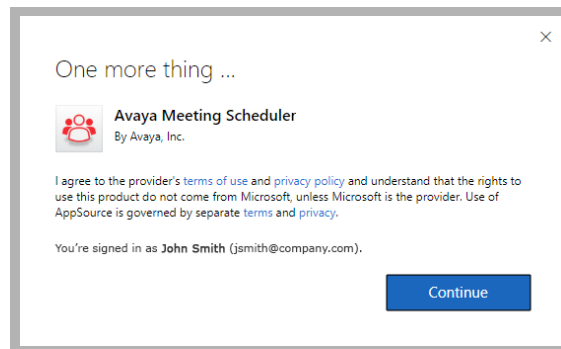 One more thing ...
Avaya Meeting Scheduler
By Avaya, Inc.
I agree to the provider's terms of use and privacy policy and understand that the rights to
use this product do not come from Microsoft, unless Microsoft is the provider. Use of
AppSource is governed by separate terms and privacy.
You're signed in as John Smith (jsmith@company.com).
Continue